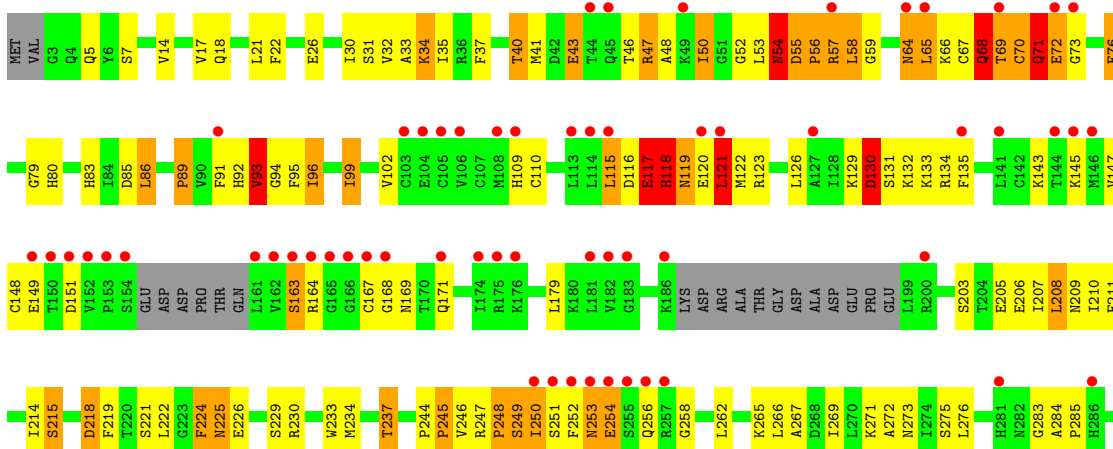 MET VAL G3 Q4 Q5 Y6 S7 V14 V17 Q18 L21 F22 E26 I30 S31 V32 A33 K34 I35 R36 F37 T40 M41 D42 E43 T44 Q45 T46 R47 A48 K49 I50 G51 G52 L53 N54 D55 P56 R57 L58 G59 N64 L65 K66 C67 Q68 T69 C70 Q71 E72 G73
G79 H80 H83 I84 D85 L86 P89 V90 F91 H92 V93 G94 F95 I96 I99 V102 C103 E104 C105 V106 C107 M108 H109 C110 L113 L114 L115 D116 E117 H118 N119 E120 L121 M122 R123 L126 A127 I128 K129 D130 S131 K132 K133 R134 F135 L141 C142 K143 T144 K145 M146 V147
C148 E149 T150 D151 V152 P153 S154 GLU ASP ASP PRO THR GLN L161 V162 S163 R164 G165 G166 C167 G168 N169 T170 Q171 I174 R175 K176 L179 K180 L181 V182 G183 K186 LYS ASP ARG ALA THR GLY ASP ALA ASP GLU PRO GLU L199 R200 S203 T204 E205 E206 I207 L208 N209 I210
I214 S215 D218 F219 T220 S221 L222 G223 F224 N225 E226 S229 R230 W233 M234 T237 P244 P245 V246 R247 P248 S249 I250 S251 F252 N253 E254 S255 Q256 R257 G258 L262 K265 L266 A267 D268 I269 L270 K271 A272 N273 I274 S275 L276 H281 N282 G283 A284 P285 H286